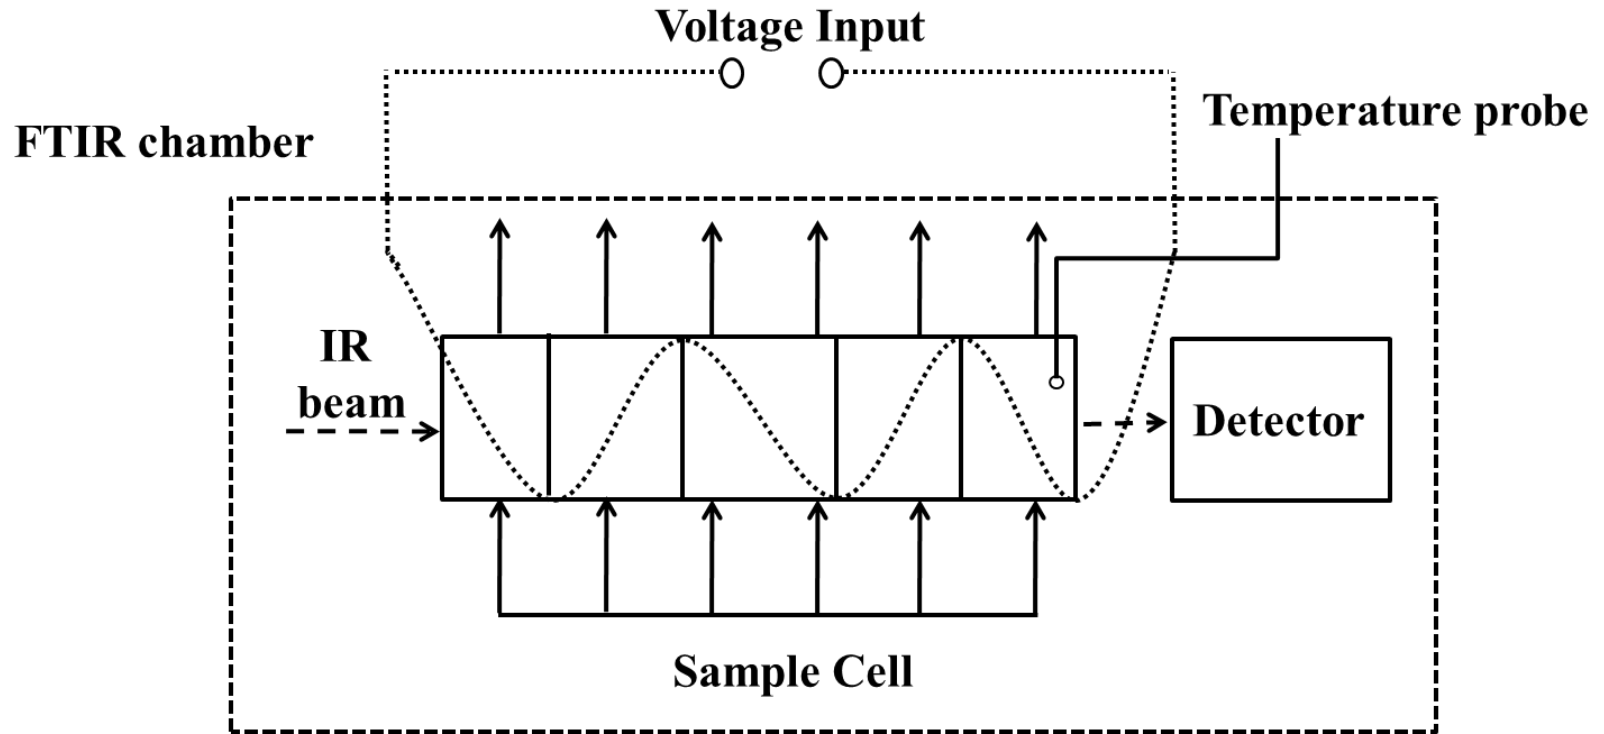 Voltage Input
Temperature probe
FTIR chamber
IR
beam
Detector
Sample Cell